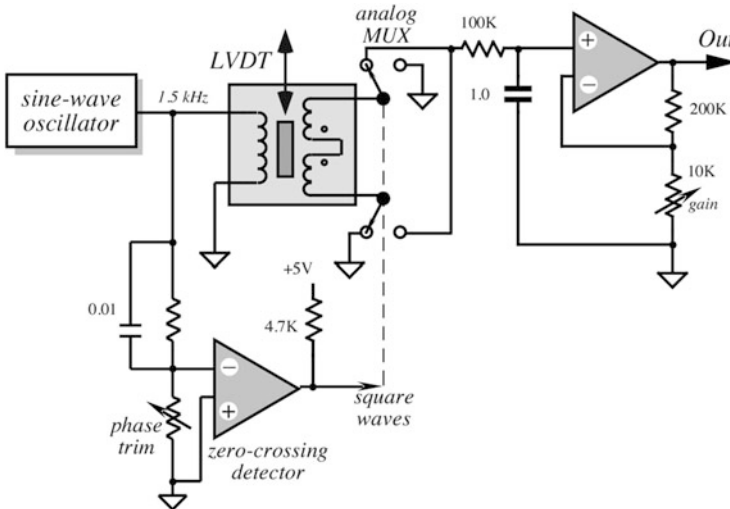 analog
MUX
100K
Out
LVDT
+
−
sine-wave
oscillator
1.5 kHz
1.0
200K
10K
gain
+5V
0.01
4.7K
−
+
square
waves
phase
trim
zero-crossing
detector